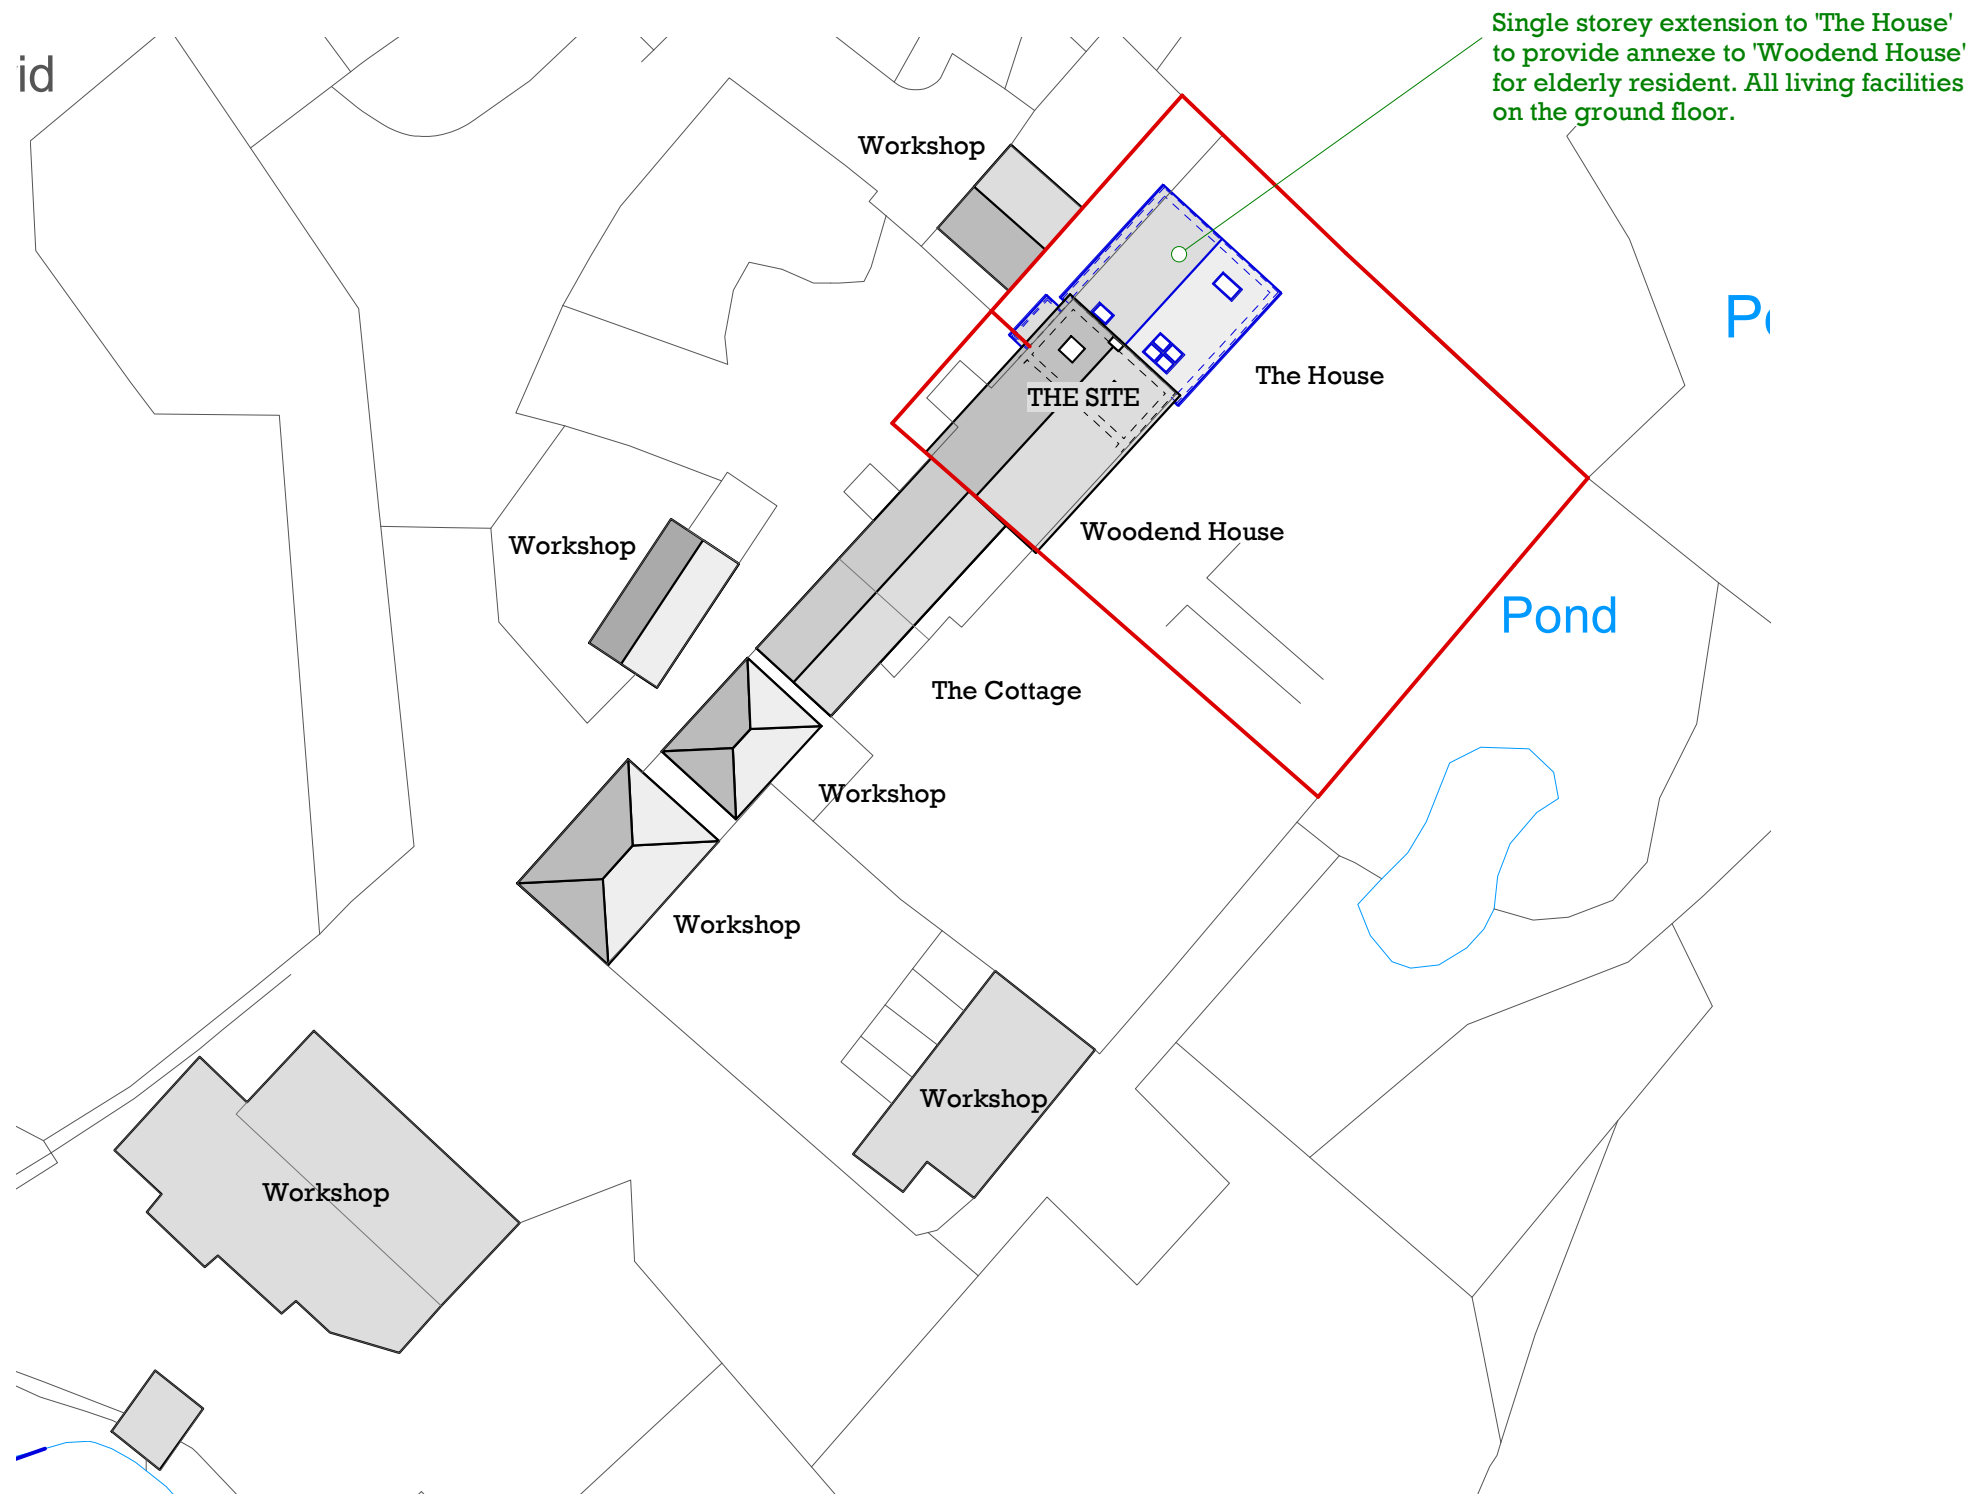 Single storey extension to 'The House'
to provide annexe to 'Woodend House'
for elderly resident. All living facilities
on the ground floor.
id
Workshop
The House
THE SITE
Woodend House
Workshop
Pond
The Cottage
Workshop
Workshop
Workshop
Workshop